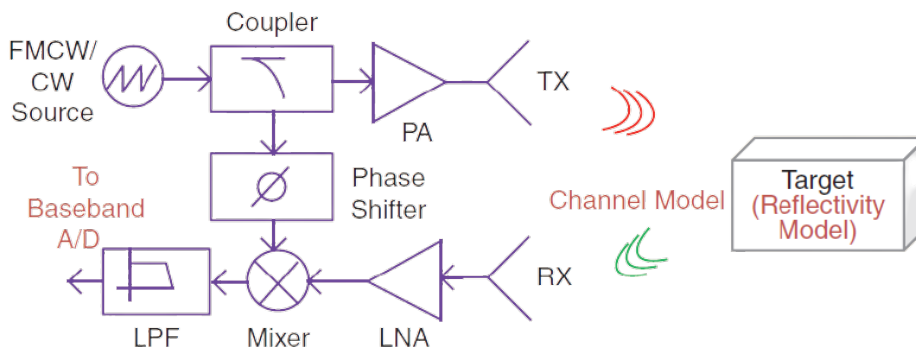 Coupler
FMCW/
CW
Source
PA
TX
To
Baseband
A/D
Phase
Shifter
Channel Model
Target
(Reflectivity
Model)
LPF
Mixer
LNA
RX